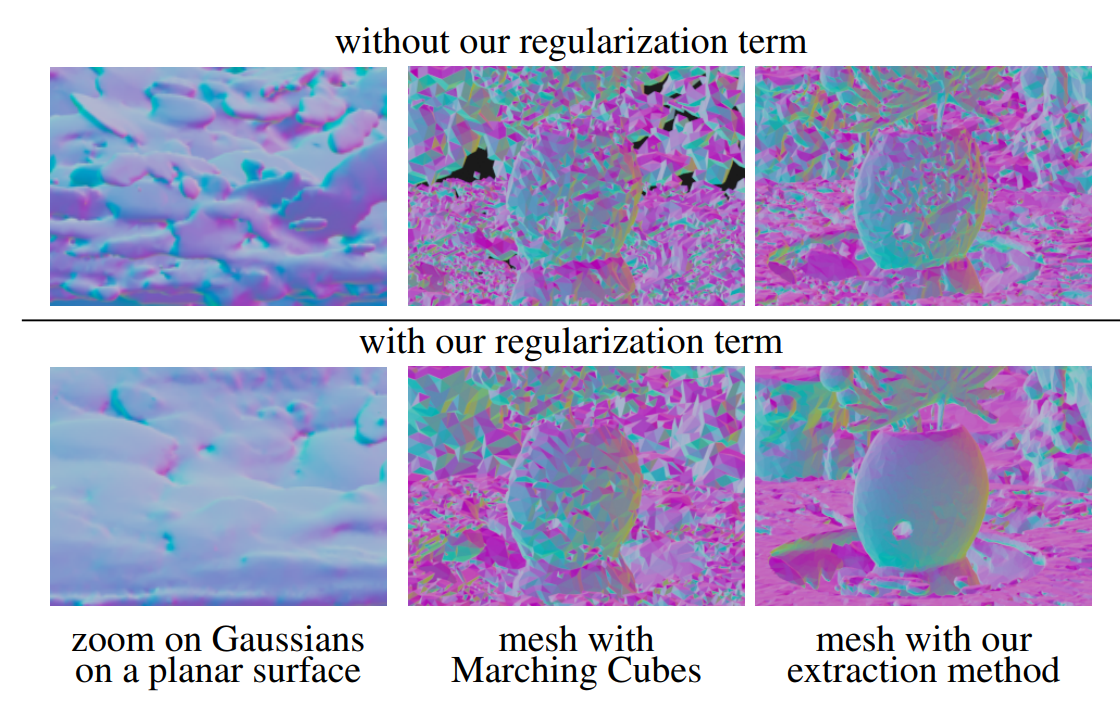 without our regularization term
with our regularization term
zoom on Gaussians
on a planar surface
mesh with
Marching Cubes
mesh with our
extraction method